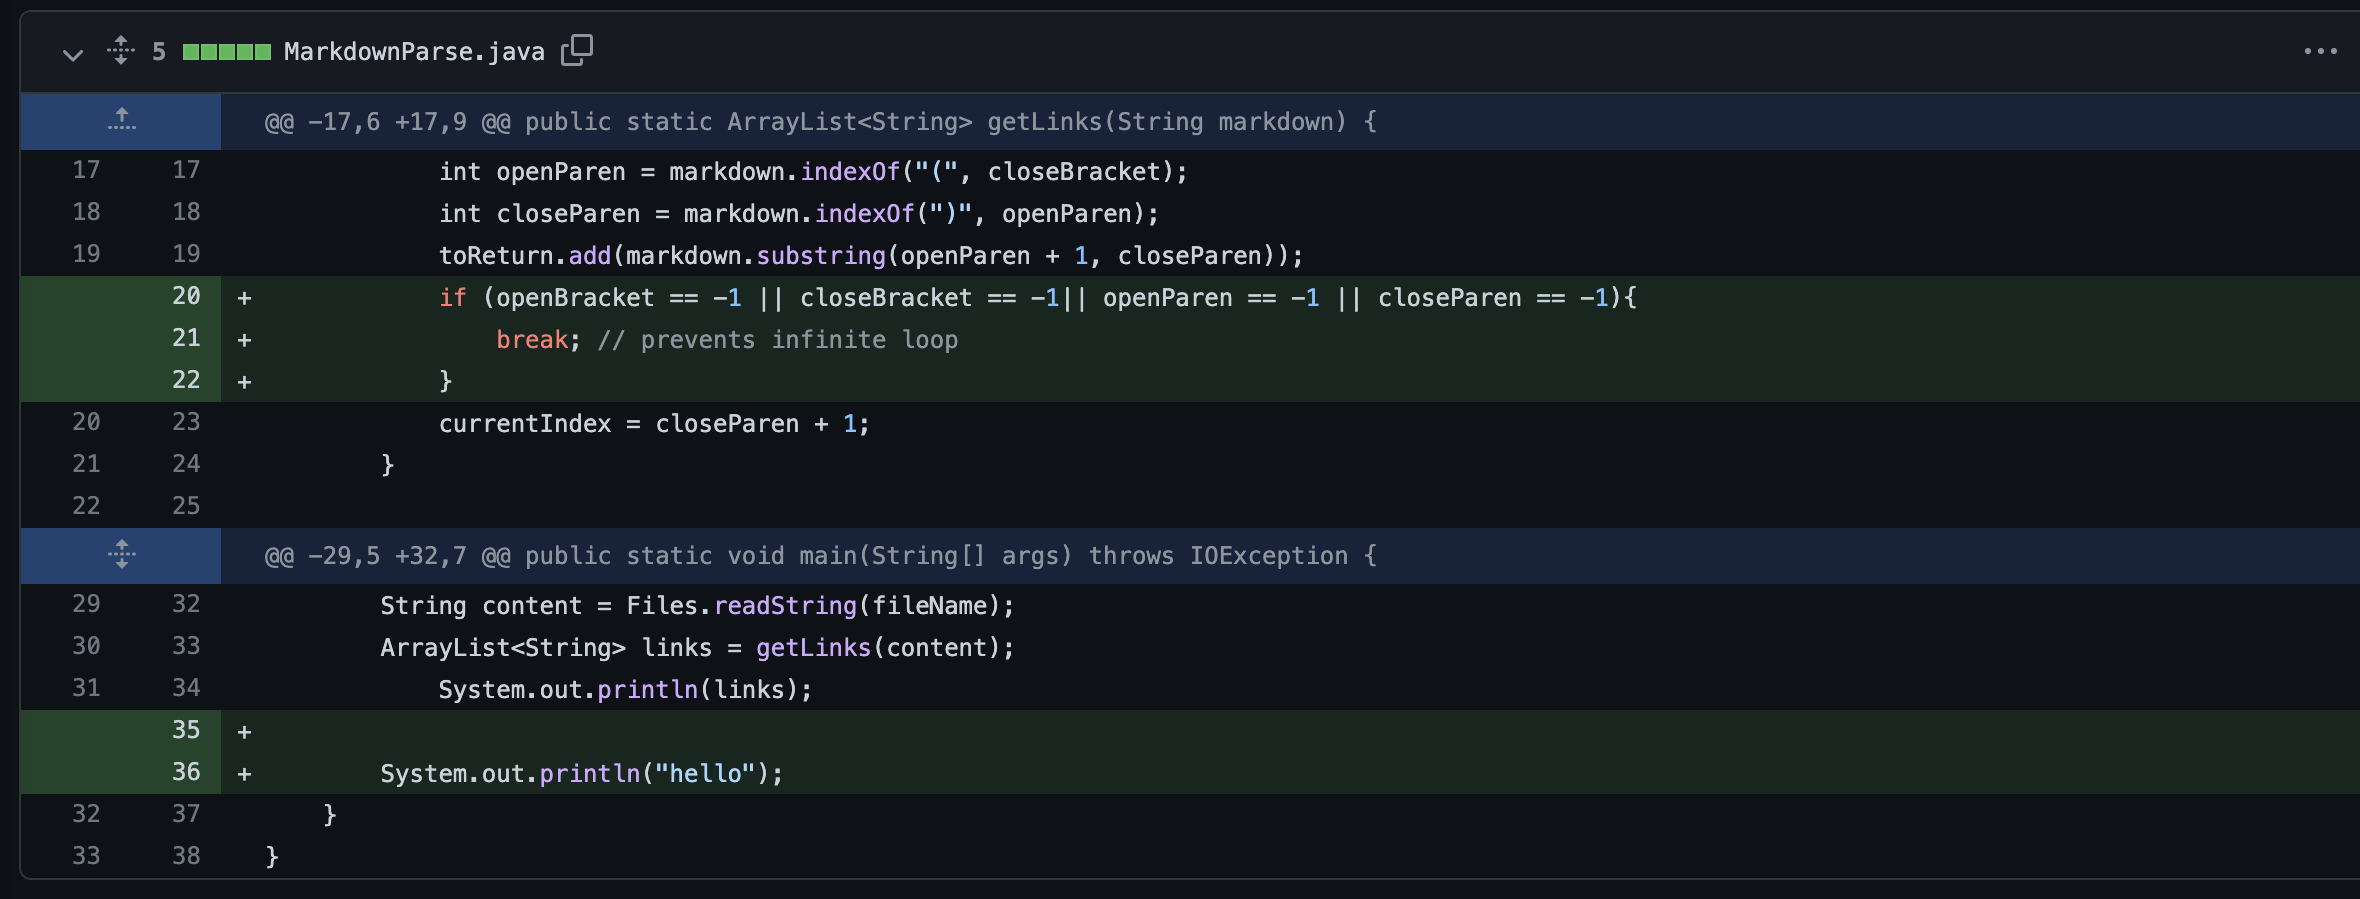 5 MarkdownParse.java
@@ -17,6 +17,9 @@ public static ArrayList<String> getLinks(String markdown) {
17 17 int openParen = markdown.indexOf("(", closeBracket);
18 18 int closeParen = markdown.indexOf(")", openParen);
19 19 toReturn.add(markdown.substring(openParen + 1, closeParen));
20 + if (openBracket == -1 || closeBracket == -1|| openParen == -1 || closeParen == -1){
21 + break; // prevents infinite loop
22 + }
20 23 currentIndex = closeParen + 1;
21 24 }
22 25
@@ -29,5 +32,7 @@ public static void main(String[] args) throws IOException {
29 32 String content = Files.readString(fileName);
30 33 ArrayList<String> links = getLinks(content);
31 34 System.out.println(links);
35 +
36 + System.out.println("hello");
32 37 }
33 38 }